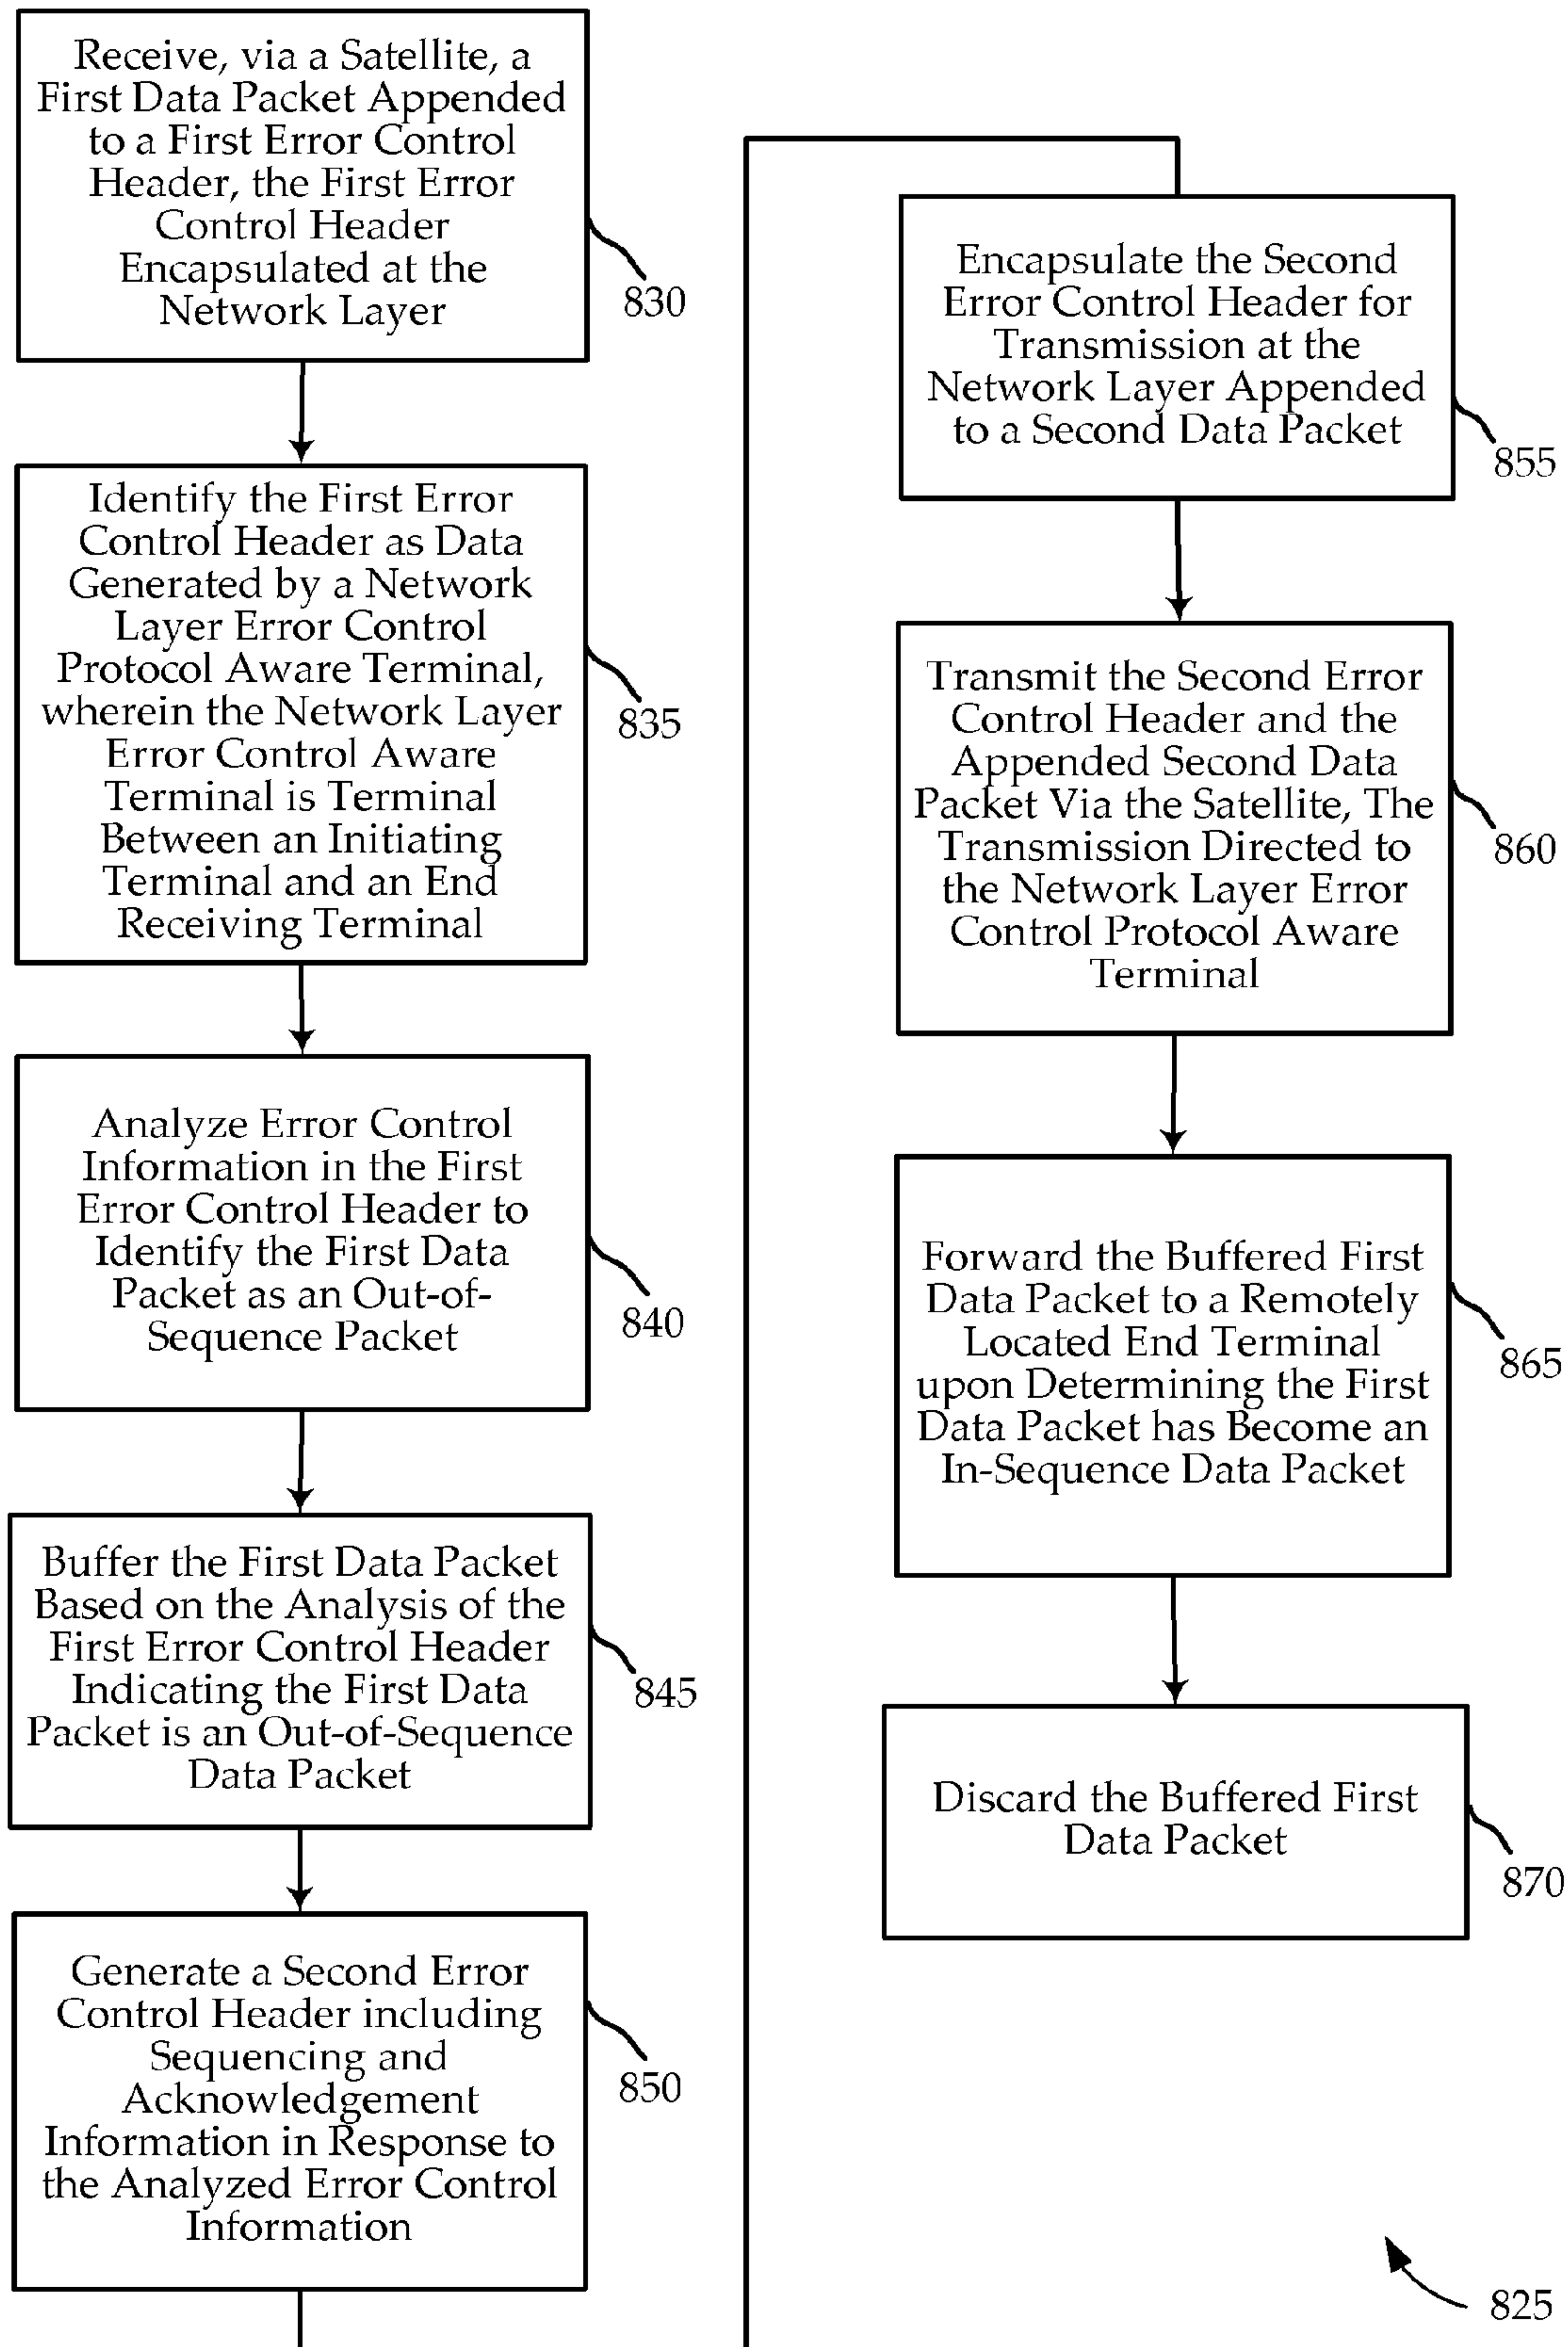 Receive, via a Satellite, a
First Data Packet Appended
to a First Error Control
Header, the First Error
Control Header
Encapsulated at the
Network Layer
830
Identify the First Error
Control Header as Data
Generated by a Network
Layer Error Control
Protocol Aware Terminal,
wherein the Network Layer
Error Control Aware
Terminal is Terminal
Between an Initiating
Terminal and an End
Receiving Terminal
835
Analyze Error Control
Information in the First
Error Control Header to
Identify the First Data
Packet as an Out-of-
Sequence Packet
840
Buffer the First Data Packet
Based on the Analysis of the
First Error Control Header
Indicating the First Data
Packet is an Out-of-Sequence
Data Packet
845
Generate a Second Error
Control Header including
Sequencing and
Acknowledgement
Information in Response to
the Analyzed Error Control
Information
850
Encapsulate the Second
Error Control Header for
Transmission at the
Network Layer Appended
to a Second Data Packet
855
Transmit the Second Error
Control Header and the
Appended Second Data
Packet Via the Satellite, The
Transmission Directed to
the Network Layer Error
Control Protocol Aware
Terminal
860
Forward the Buffered First
Data Packet to a Remotely
Located End Terminal
upon Determining the First
Data Packet has Become an
In-Sequence Data Packet
865
Discard the Buffered First
Data Packet
870
825